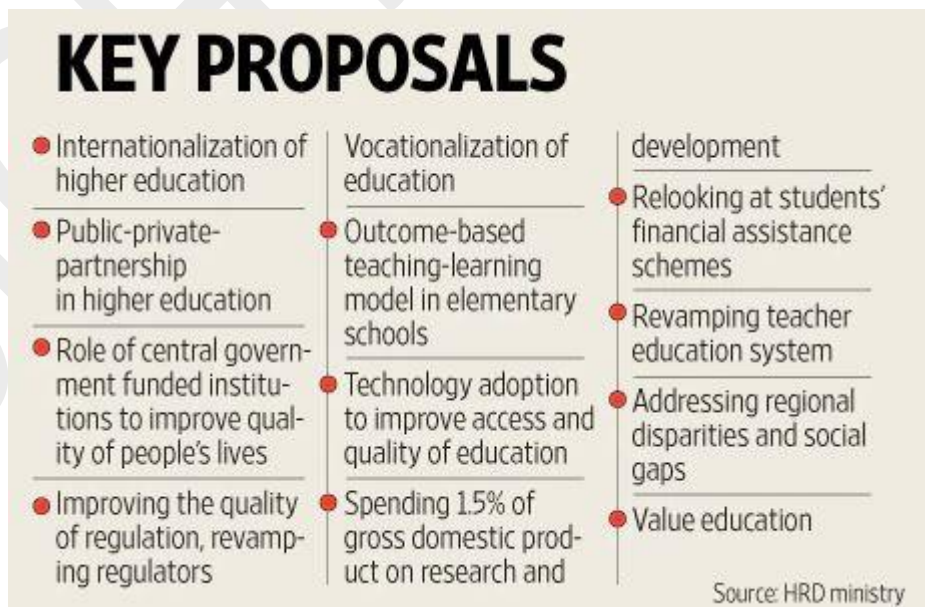 KEY PROPOSALS
Internationalization of
higher education
Public-private-
partnership
in higher education
Role of central govern-
ment funded institu-
tions to improve qual-
ity of people's lives
Improving the quality
of regulation, revamp-
ing regulators
Vocationalization of
education
Outcome-based
teaching-learning
model in elementary
schools
Technology adoption
to improve access and
quality of education
Spending 1.5% of
gross domestic prod-
uct on research and
development
Relooking at students'
financial assistance
schemes
Revamping teacher
education system
Addressing regional
disparities and social
gaps
Value education
Source: HRD ministry